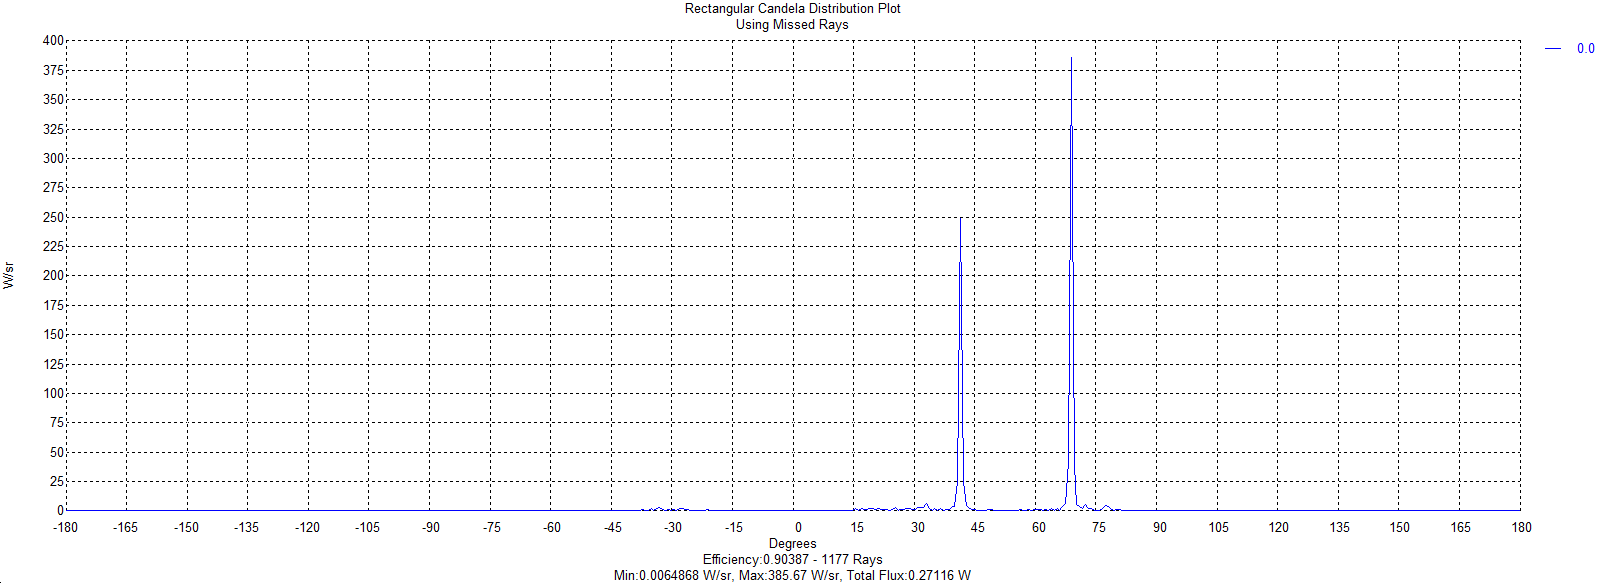 Rectangular Candela Distribution Plot
Using Missed Rays
0.0
400
375
350
325
300
275
250
225
200
175
150
125
100
75
50
25
0
W/sr
-180 -165 -150 -135 -120 -105 -90 -75 -60 -45 -30 -15 0 15 30 45 60 75 90 105 120 135 150 165 180
Degrees
Efficiency:0.90387 - 1177 Rays
Min:0.0064868 W/sr, Max:385.67 W/sr, Total Flux:0.27116 W